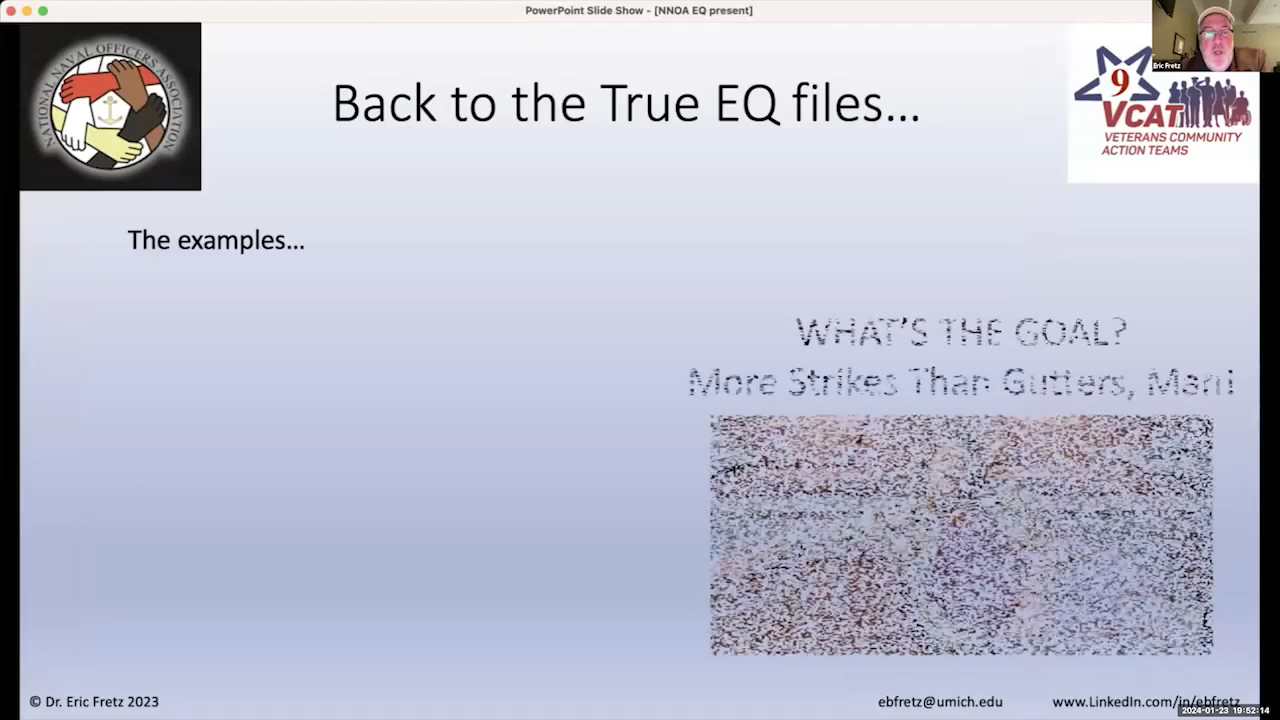 PowerPoint Slide Show - [NNOA EQ present]
NATIONAL NAVAL OFFICERS ASSOCIATION
Back to the True EQ files...
Eric Fretz
9
VCAT
VETERANS COMMUNITY
ACTION TEAMS
The examples...
WHAT'S THE GOAL?
More Strikes Than Gutters, Man!
© Dr. Eric Fretz 2023
ebfretz@umich.edu
www.LinkedIn.com/in/ebfretz
2024-01-23 19:52:14